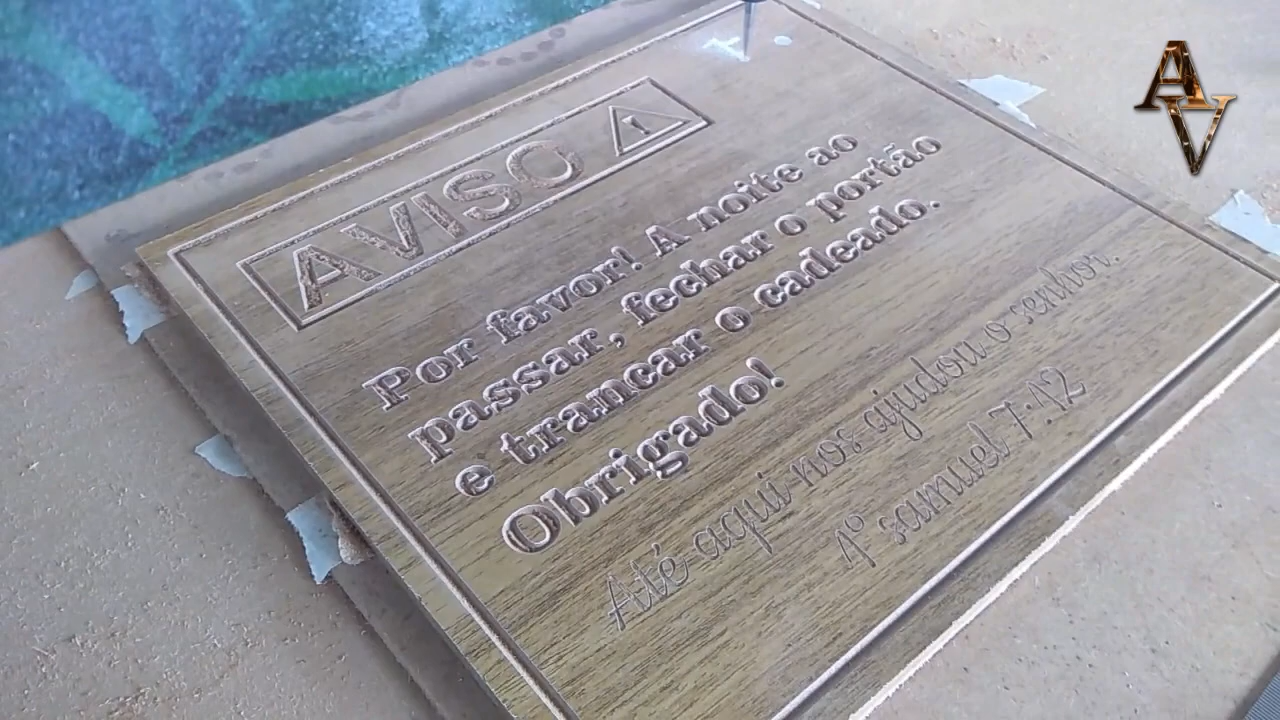 AVISO !
Por favor! A noite ao
passar, fechar o portão
e trancar o cadeado.
Obrigado!
Até aqui nos ajudou o senhor.
1º samuel 7:12
AV